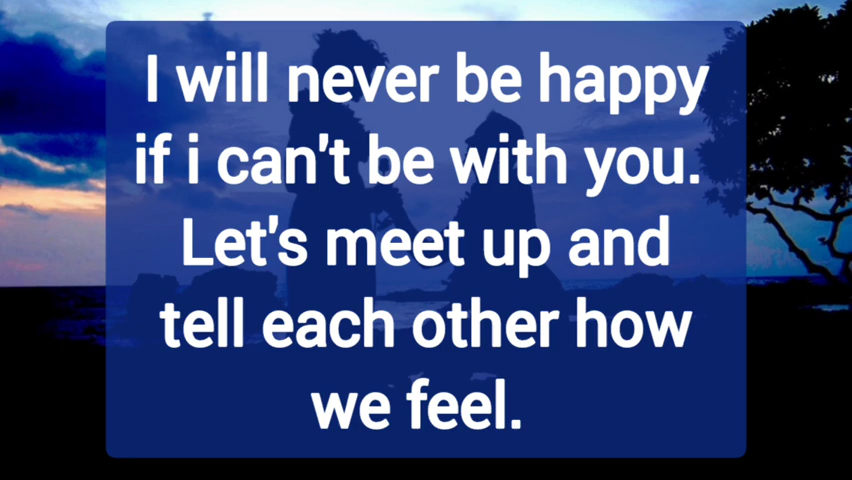 I will never be happy
if i can't be with you.
Let's meet up and
tell each other how
we feel.